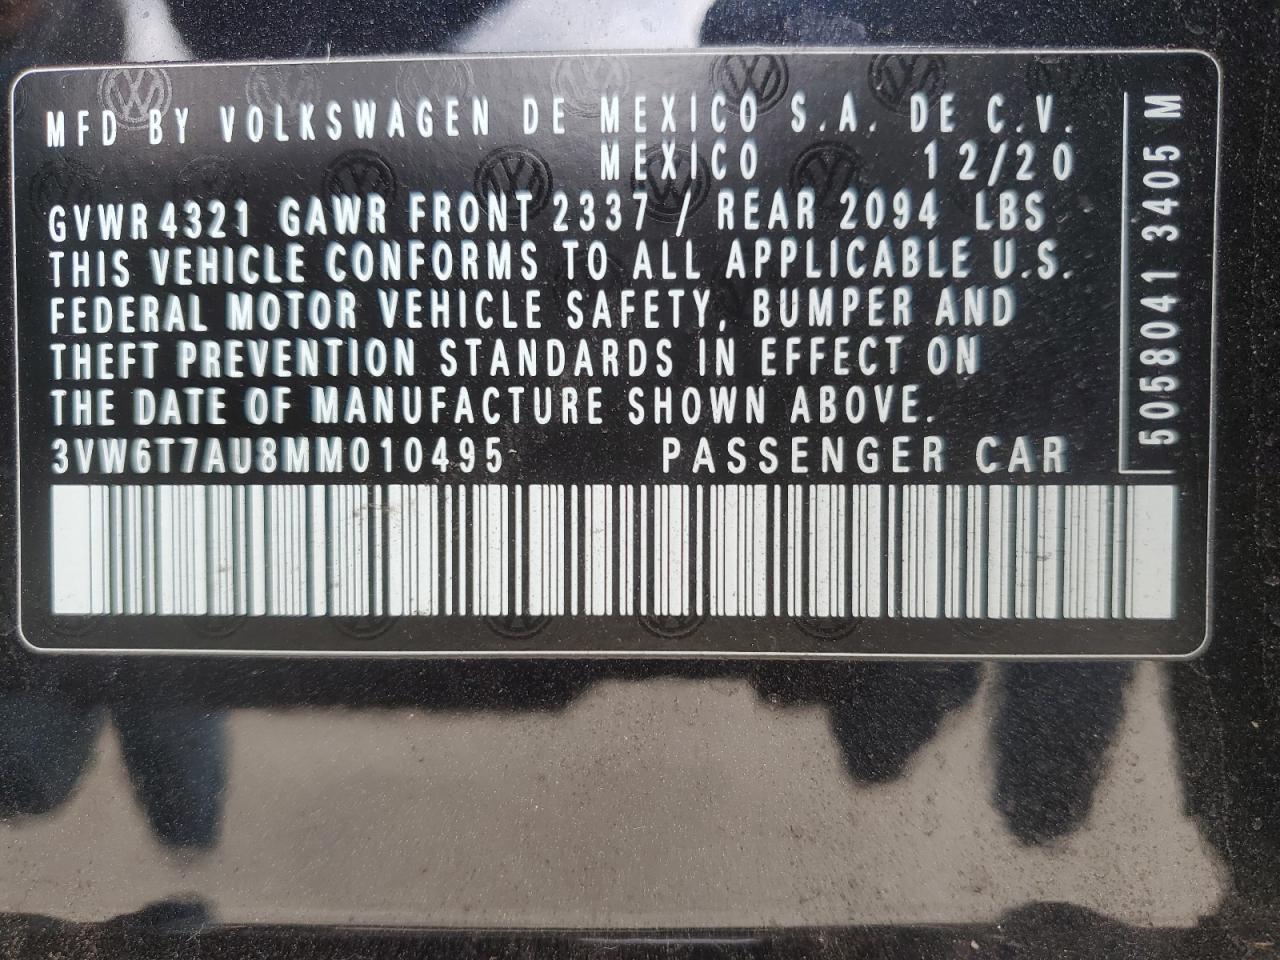 MFD BY VOLKSWAGEN DE MEXICO S.A. DE C.V.
MEXICO 12/20
GVWR 4321 GAWR FRONT 2337 / REAR 2094 LBS
THIS VEHICLE CONFORMS TO ALL APPLICABLE U.S.
FEDERAL MOTOR VEHICLE SAFETY, BUMPER AND
THEFT PREVENTION STANDARDS IN EFFECT ON
THE DATE OF MANUFACTURE SHOWN ABOVE.
3VW6T7AU8MM010495 PASSENGER CAR
5058041 3405 M